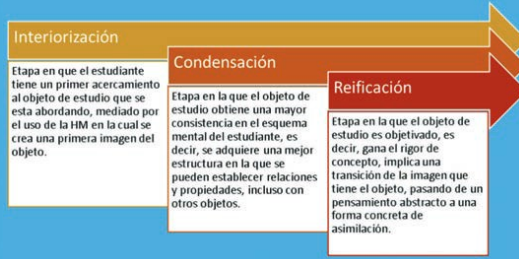 Interiorización
Etapa en que el estudiante
tiene un primer acercamiento
al objeto de estudio que se
esta abordando, mediado por
el uso de la HM en la cual se
crea una primera imagen del
objeto.
Condensación
Etapa en la que el objeto de
estudio obtiene una mayor
consistencia en el esquema
mental del estudiante, es
decir, se adquiere una mejor
estructura en la que se
pueden establecer relaciones
y propiedades, incluso con
otros objetos.
Reificación
Etapa en la que el objeto de
estudio es objetivado, es
decir, gana el rigor de
concepto, implica una
transición de la imagen que
tiene el objeto, pasando de un
pensamiento abstracto a una
forma concreta de
asimilación.